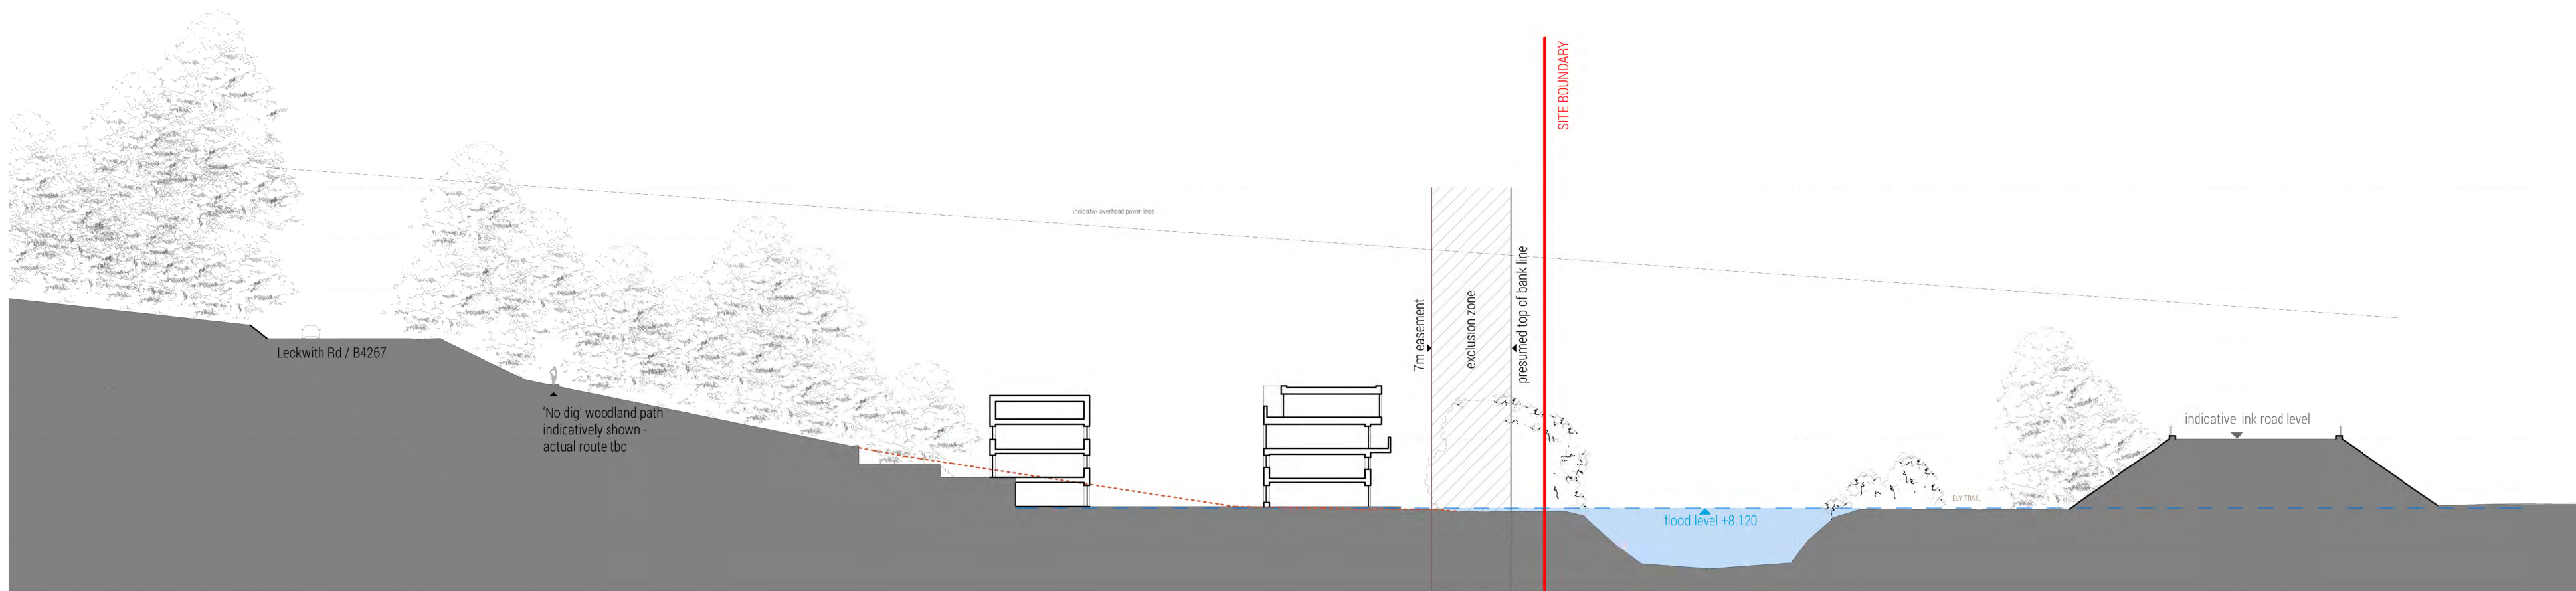 SITE BOUNDARY
indicative overhead power lines
7m easement
exclusion zone
presumed top of bank line
Leckwith Rd / B4267
'No dig' woodland path
indicatively shown -
actual route tbc
indicative ink road level
ELY TRAIL
flood level +8.120